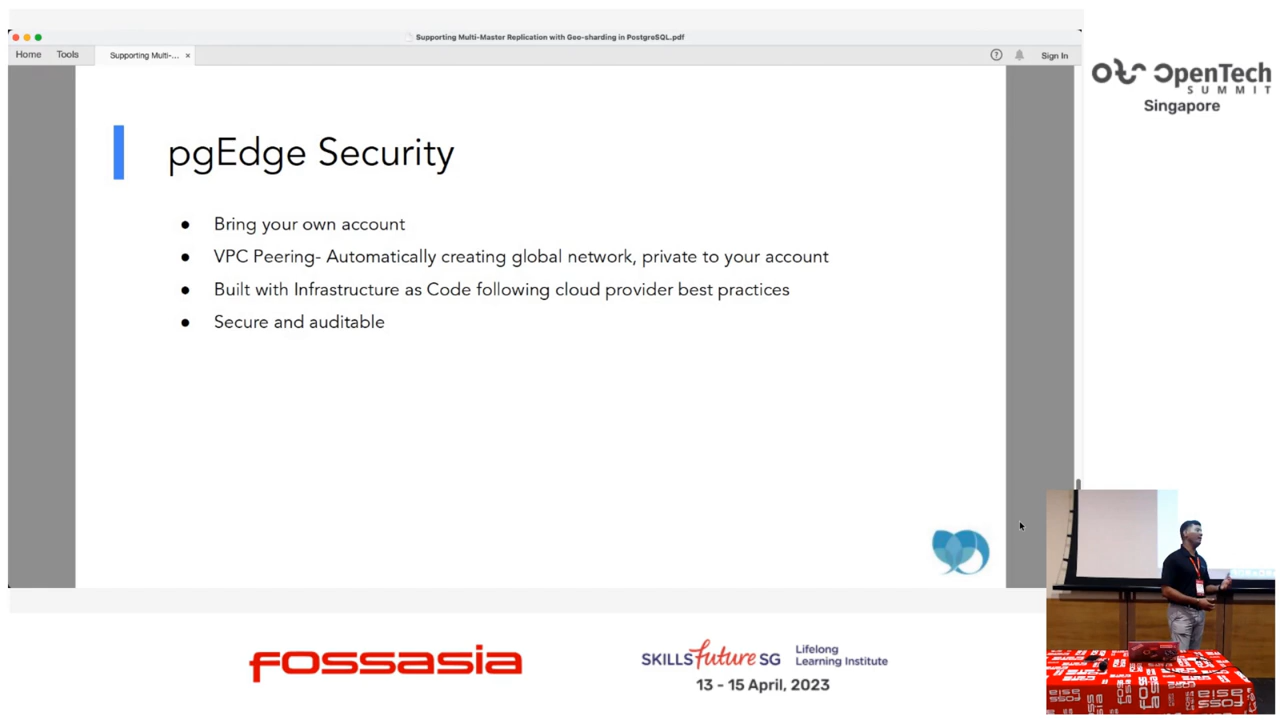 Supporting Multi-Master Replication with Geo-sharding in PostgreSQL.pdf
Home Tools Supporting Multi-... × ? Sign In
OpenTech
SUMMIT
Singapore
pgEdge Security
● Bring your own account
● VPC Peering- Automatically creating global network, private to your account
● Built with Infrastructure as Code following cloud provider best practices
● Secure and auditable
fossasia
SKILLS future SG Lifelong
Learning Institute
13 - 15 April, 2023